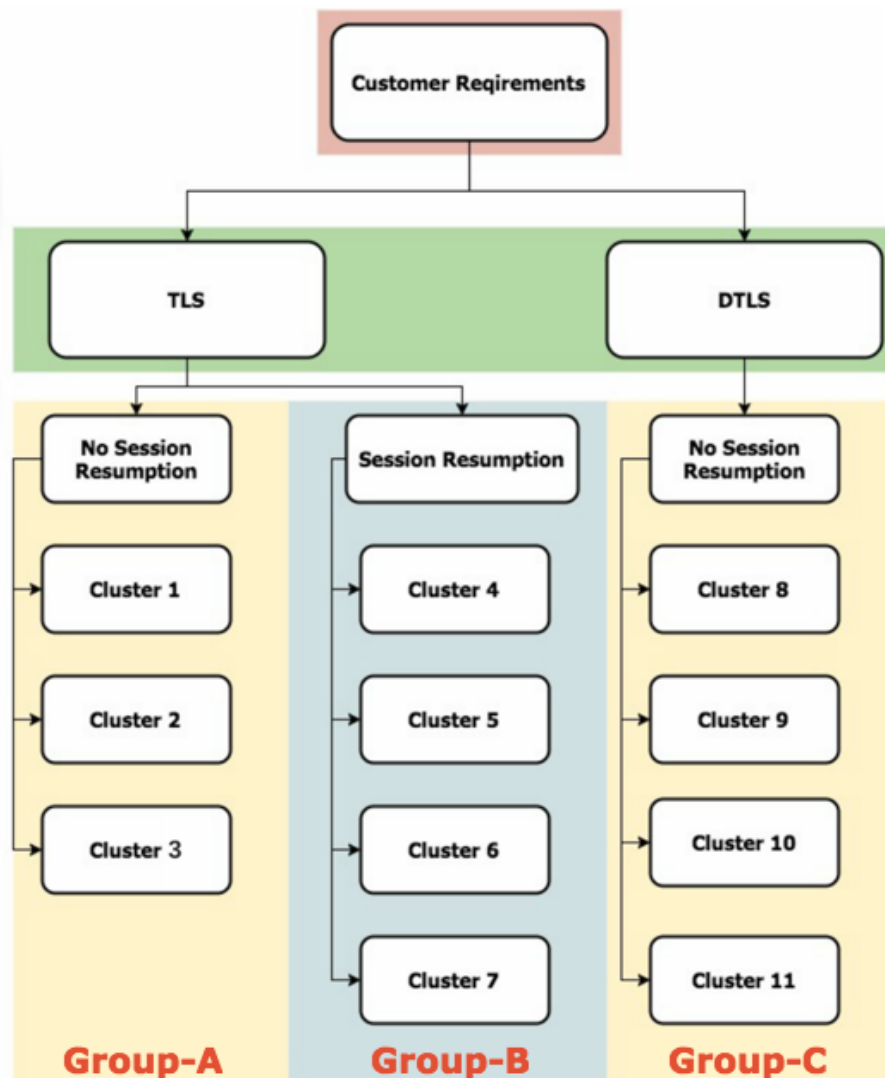 Customer Reqirements
TLS
DTLS
No Session
Resumption
Session Resumption
No Session
Resumption
Cluster 1
Cluster 4
Cluster 8
Cluster 2
Cluster 5
Cluster 9
Cluster 3
Cluster 6
Cluster 10
Cluster 7
Cluster 11
Group-A
Group-B
Group-C